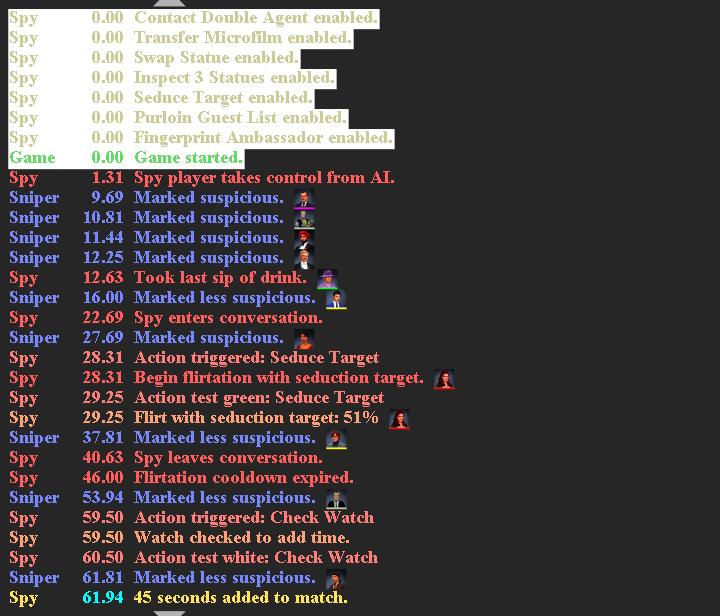 Spy 0.00 Contact Double Agent enabled.
Spy 0.00 Transfer Microfilm enabled.
Spy 0.00 Swap Statue enabled.
Spy 0.00 Inspect 3 Statues enabled.
Spy 0.00 Seduce Target enabled.
Spy 0.00 Purloin Guest List enabled.
Spy 0.00 Fingerprint Ambassador enabled.
Game 0.00 Game started.
Spy 1.31 Spy player takes control from AI.
Sniper 9.69 Marked suspicious.
Sniper 10.81 Marked suspicious.
Sniper 11.44 Marked suspicious.
Sniper 12.25 Marked suspicious.
Spy 12.63 Took last sip of drink.
Sniper 16.00 Marked less suspicious.
Spy 22.69 Spy enters conversation.
Sniper 27.69 Marked suspicious.
Spy 28.31 Action triggered: Seduce Target
Spy 28.31 Begin flirtation with seduction target.
Spy 29.25 Action test green: Seduce Target
Spy 29.25 Flirt with seduction target: 51%
Sniper 37.81 Marked less suspicious.
Spy 40.63 Spy leaves conversation.
Spy 46.00 Flirtation cooldown expired.
Sniper 53.94 Marked less suspicious.
Spy 59.50 Action triggered: Check Watch
Spy 59.50 Watch checked to add time.
Spy 60.50 Action test white: Check Watch
Sniper 61.81 Marked less suspicious.
Spy 61.94 45 seconds added to match.